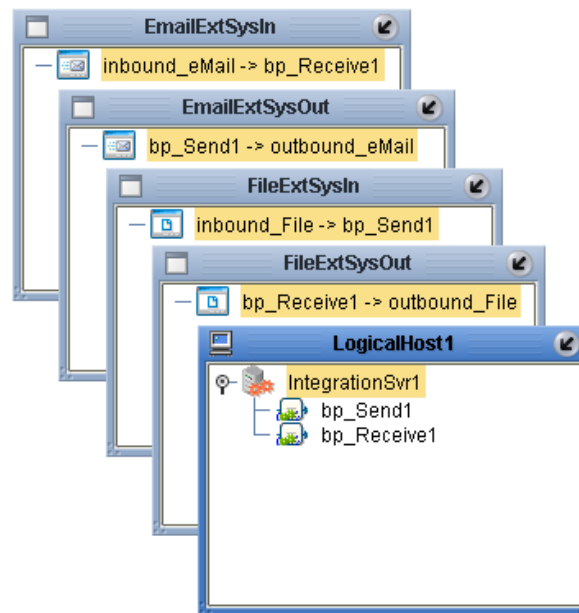 EmailExtSysIn
inbound_eMail -> bp_Receive1
EmailExtSysOut
bp_Send1 -> outbound_eMail
FileExtSysIn
inbound_File -> bp_Send1
FileExtSysOut
bp_Receive1 -> outbound_File
LogicalHost1
IntegrationSvr1
bp_Send1
bp_Receive1